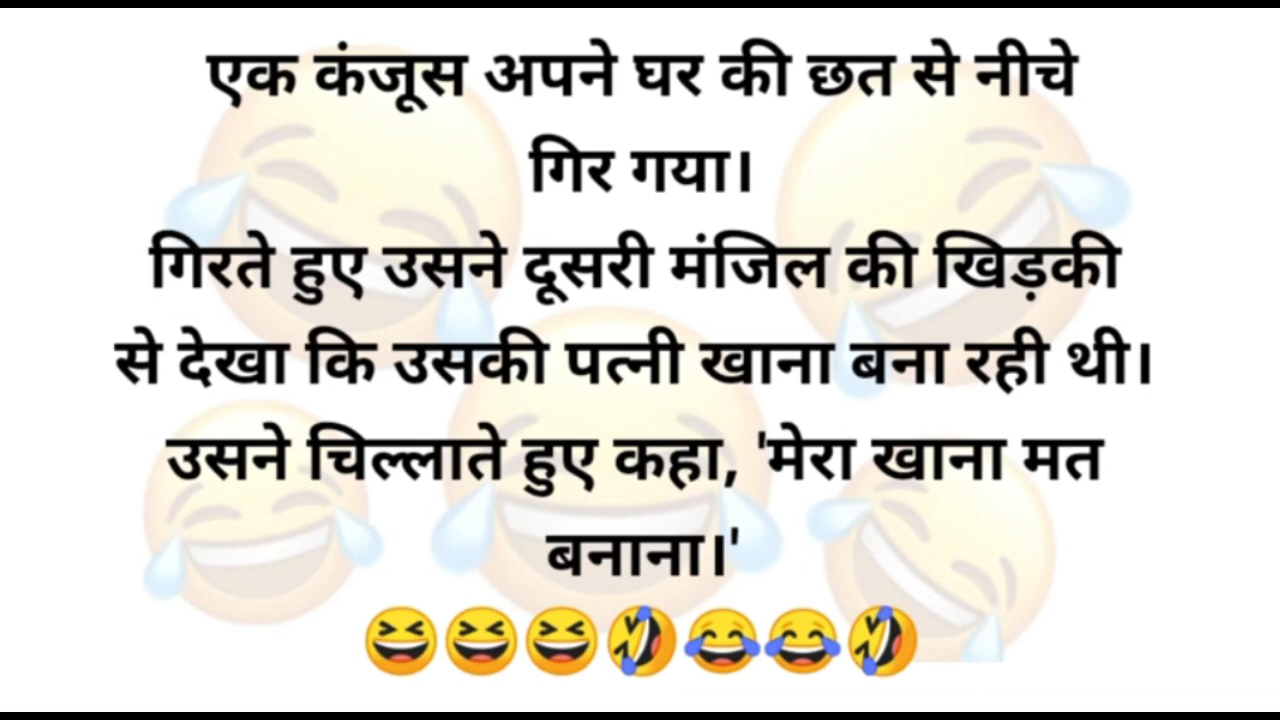 एक कंजूस अपने घर की छत से नीचे
गिर गया।
गिरते हुए उसने दूसरी मंजिल की खिड़की
से देखा कि उसकी पत्नी खाना बना रही थी।
उसने चिल्लाते हुए कहा, 'मेरा खाना मत
बनाना।'
😆😆😆🤣😂😂🤣